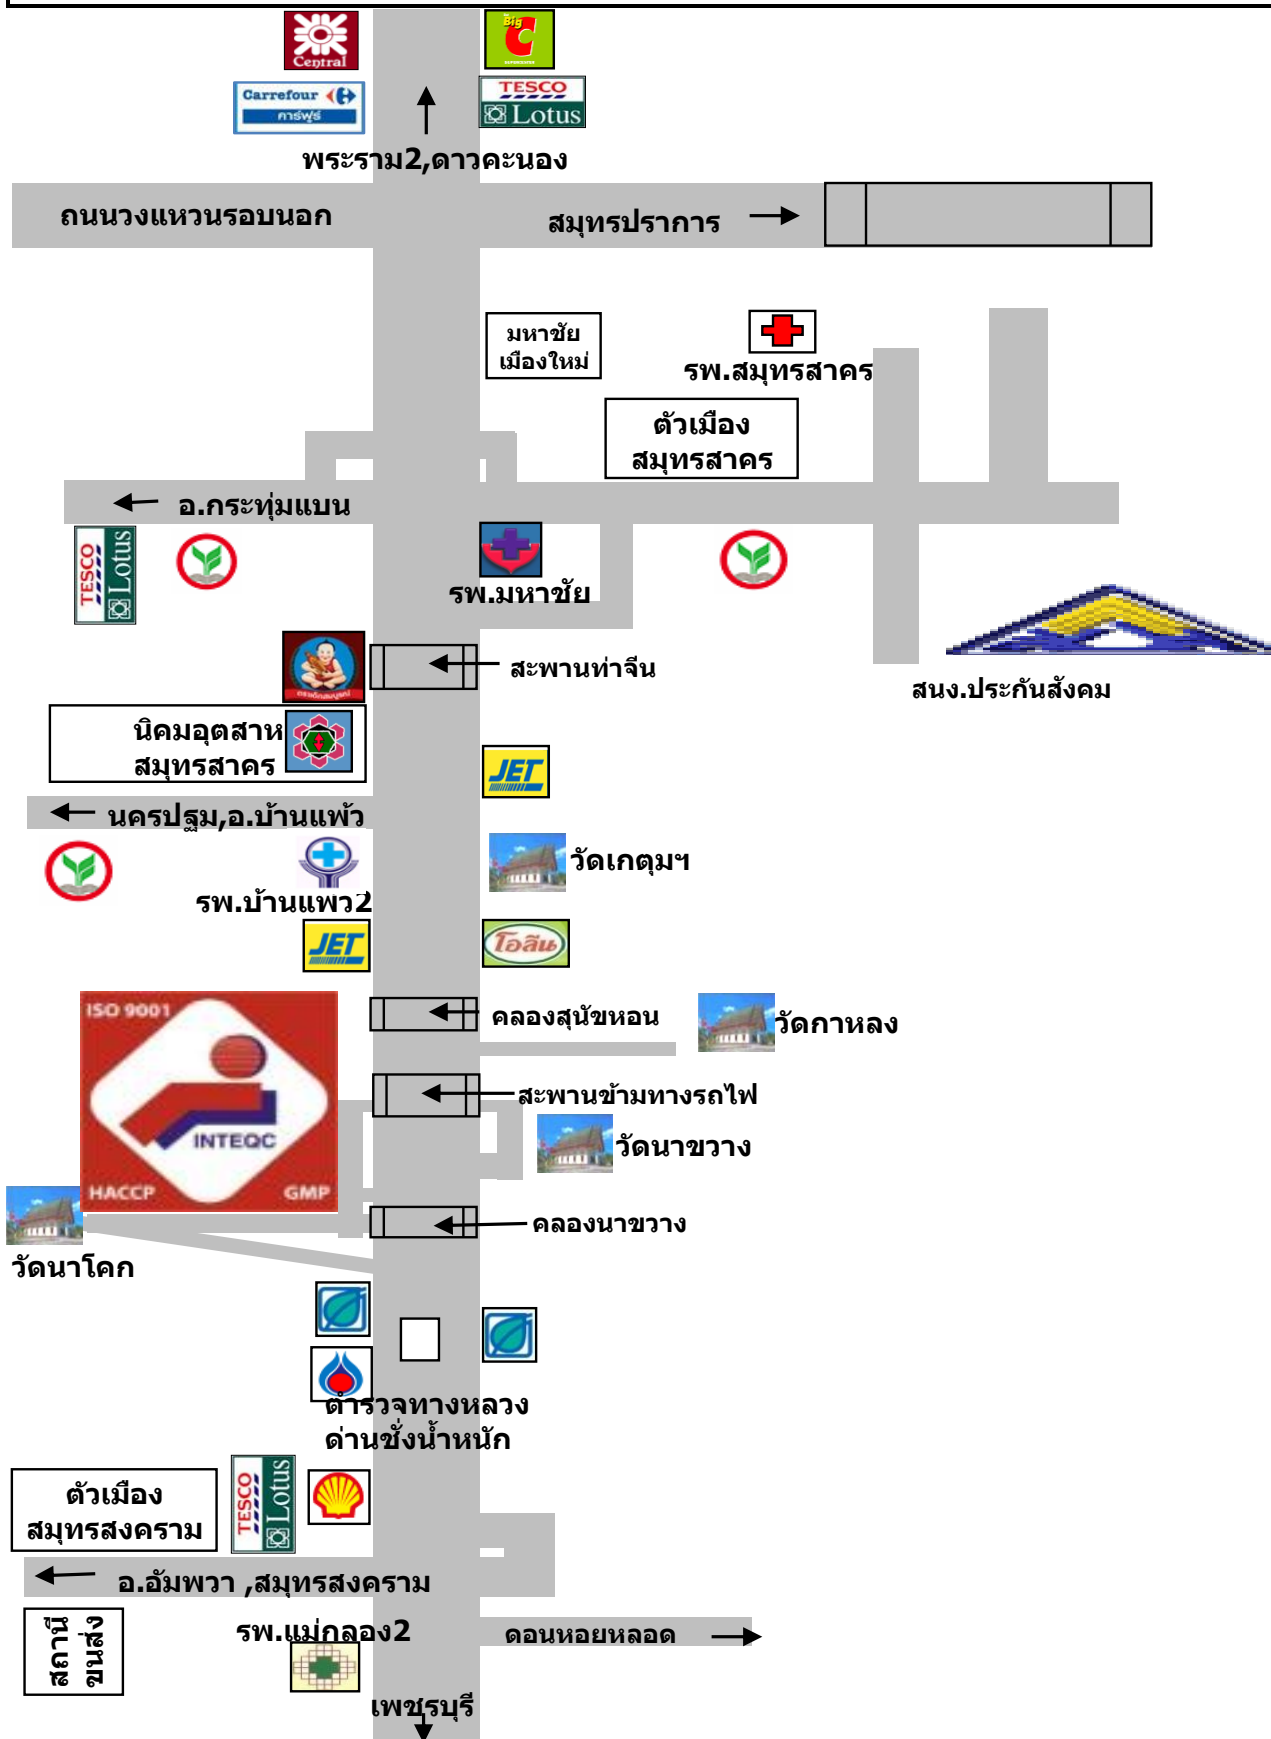 Central
Big
C
SUPERCENTER
Carrefour
คาร์ฟูร์
TESCO
Lotus
พระราม2,ดาวคะนอง
ถนนวงแหวนรอบนอก
สมุทรปราการ
มหาชัย
เมืองใหม่
รพ.สมุทรสาคร
ตัวเมือง
สมุทรสาคร
อ.กระทุ่มแบน
TESCO
Lotus
รพ.มหาชัย
สะพานท่าจีน
สนง.ประกันสังคม
ตราเด็กสมบูรณ์
นิคมอุตสาห
สมุทรสาคร
JET
นครปฐม,อ.บ้านแพ้ว
วัดเกตุมฯ
รพ.บ้านแพว2
JET
โอลีน
ISO 9001
คลองสุนัขหอน
วัดกาหลง
สะพานข้ามทางรถไฟ
INTEQC
วัดนาขวาง
HACCP
GMP
คลองนาขวาง
วัดนาโคก
ตำรวจทางหลวง
ด่านชั่งน้ำหนัก
ตัวเมือง
สมุทรสงคราม
TESCO
Lotus
อ.อัมพวา ,สมุทรสงคราม
สถานี
ขนส่ง
รพ.แม่กลอง2
ดอนหอยหลอด
เพชรบุรี